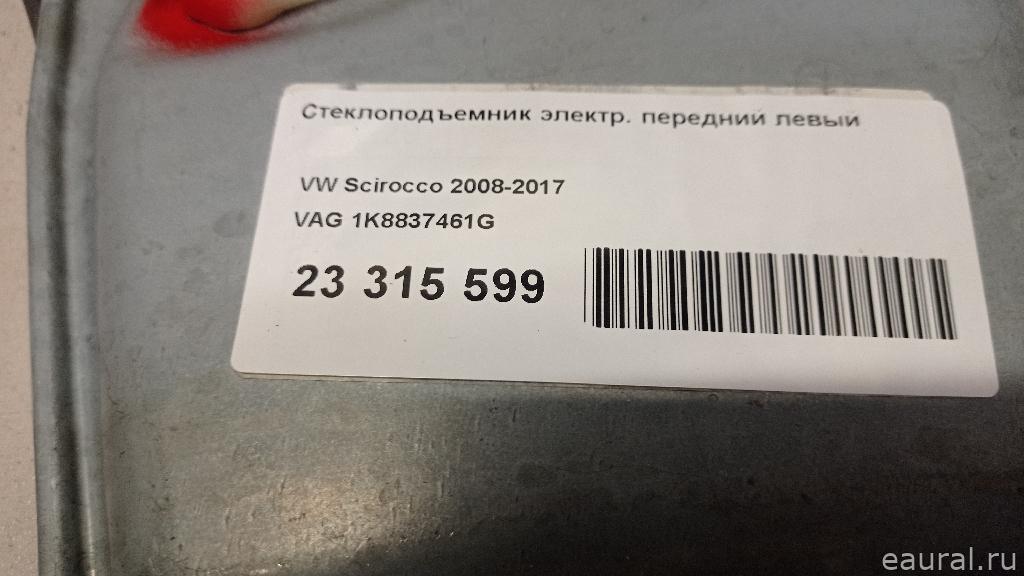 Стеклоподъемник электр. передний левый
VW Scirocco 2008-2017
VAG 1K8837461G
23 315 599
eaural.ru